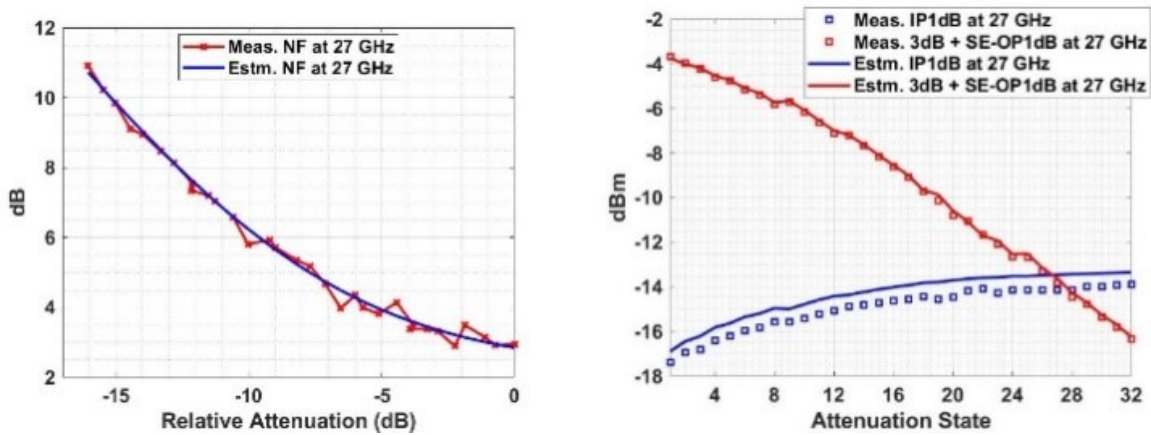 12
10
8
6
4
2
dB
-15
-10
-5
0
Relative Attenuation (dB)
Meas. NF at 27 GHz
Estm. NF at 27 GHz
-2
-4
-6
-8
-10
-12
-14
-16
-18
dBm
4
8
12
16
20
24
28
32
Attenuation State
Meas. IP1dB at 27 GHz
Meas. 3dB + SE-OP1dB at 27 GHz
Estm. IP1dB at 27 GHz
Estm. 3dB + SE-OP1dB at 27 GHz